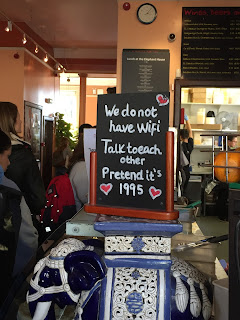 We do not
have WiFi
Talk to each
other
Pretend it's
1995